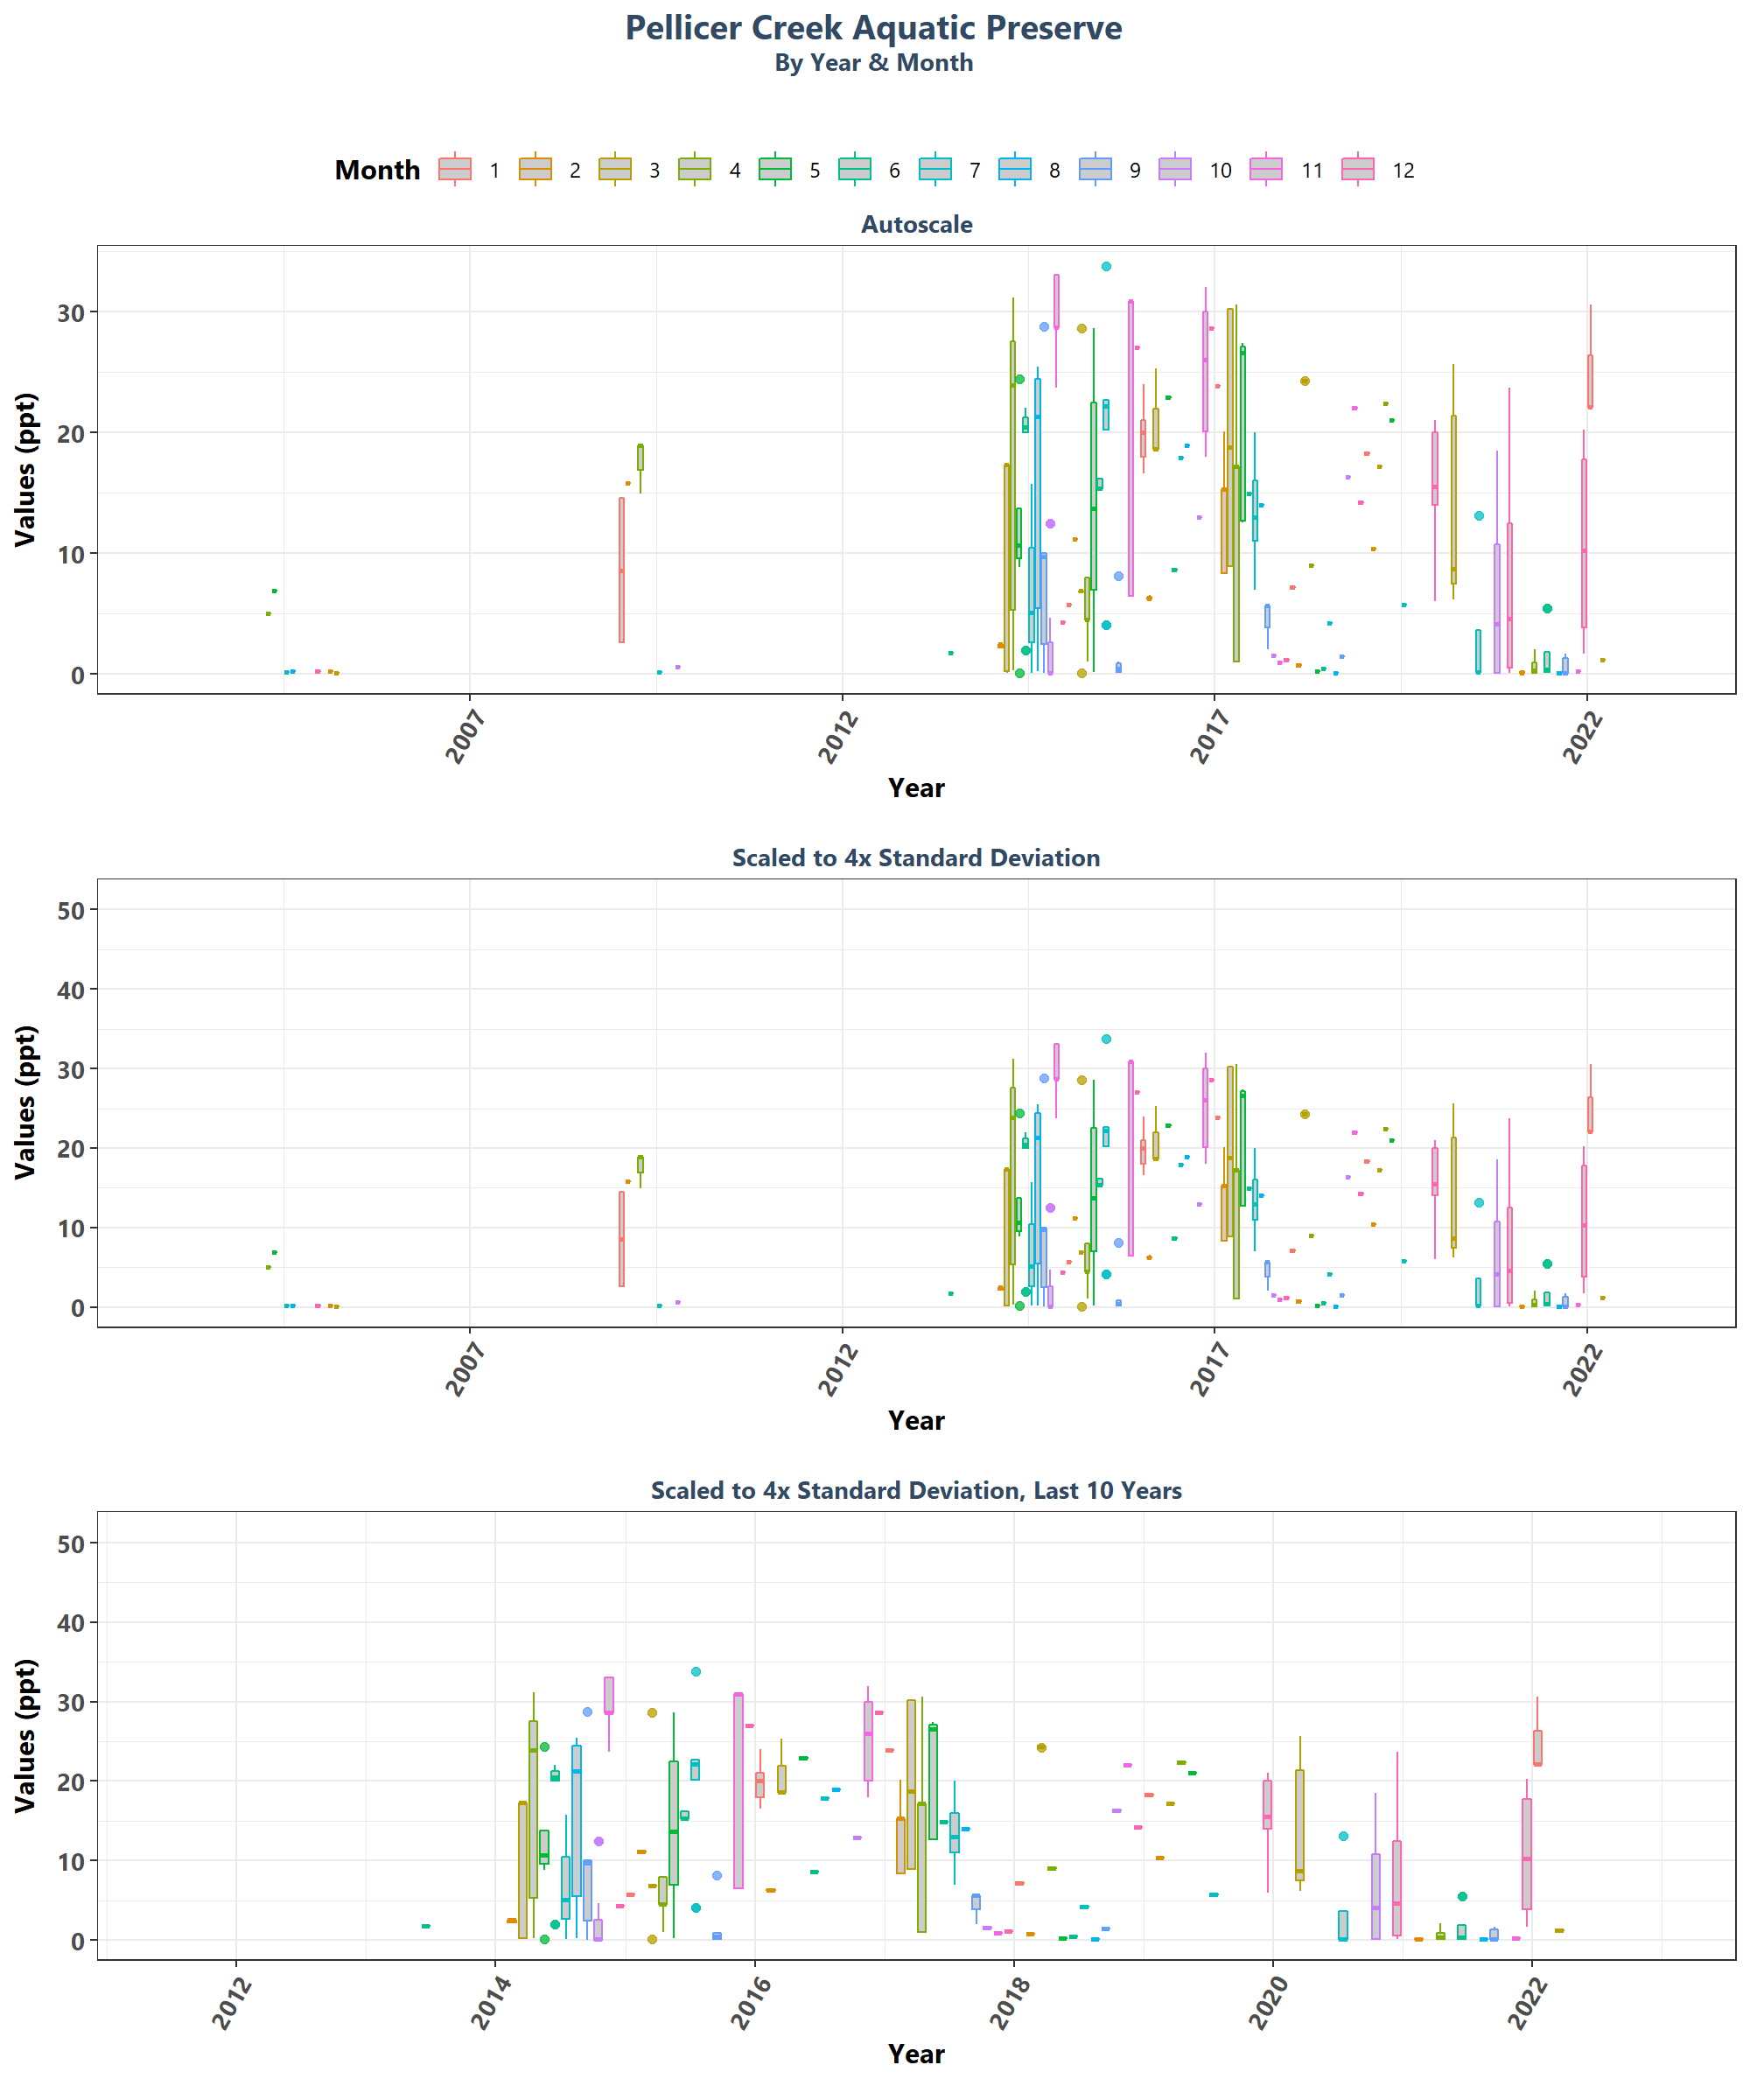 Pellicer Creek Aquatic Preserve
By Year & Month
Month 1 2 3 4 5 6 7 8 9 10 11 12
Autoscale
Values (ppt)
30
20
10
0
2007 2012 2017 2022
Year
Scaled to 4x Standard Deviation
Values (ppt)
50
40
30
20
10
0
2007 2012 2017 2022
Year
Scaled to 4x Standard Deviation, Last 10 Years
Values (ppt)
50
40
30
20
10
0
2012 2014 2016 2018 2020 2022
Year